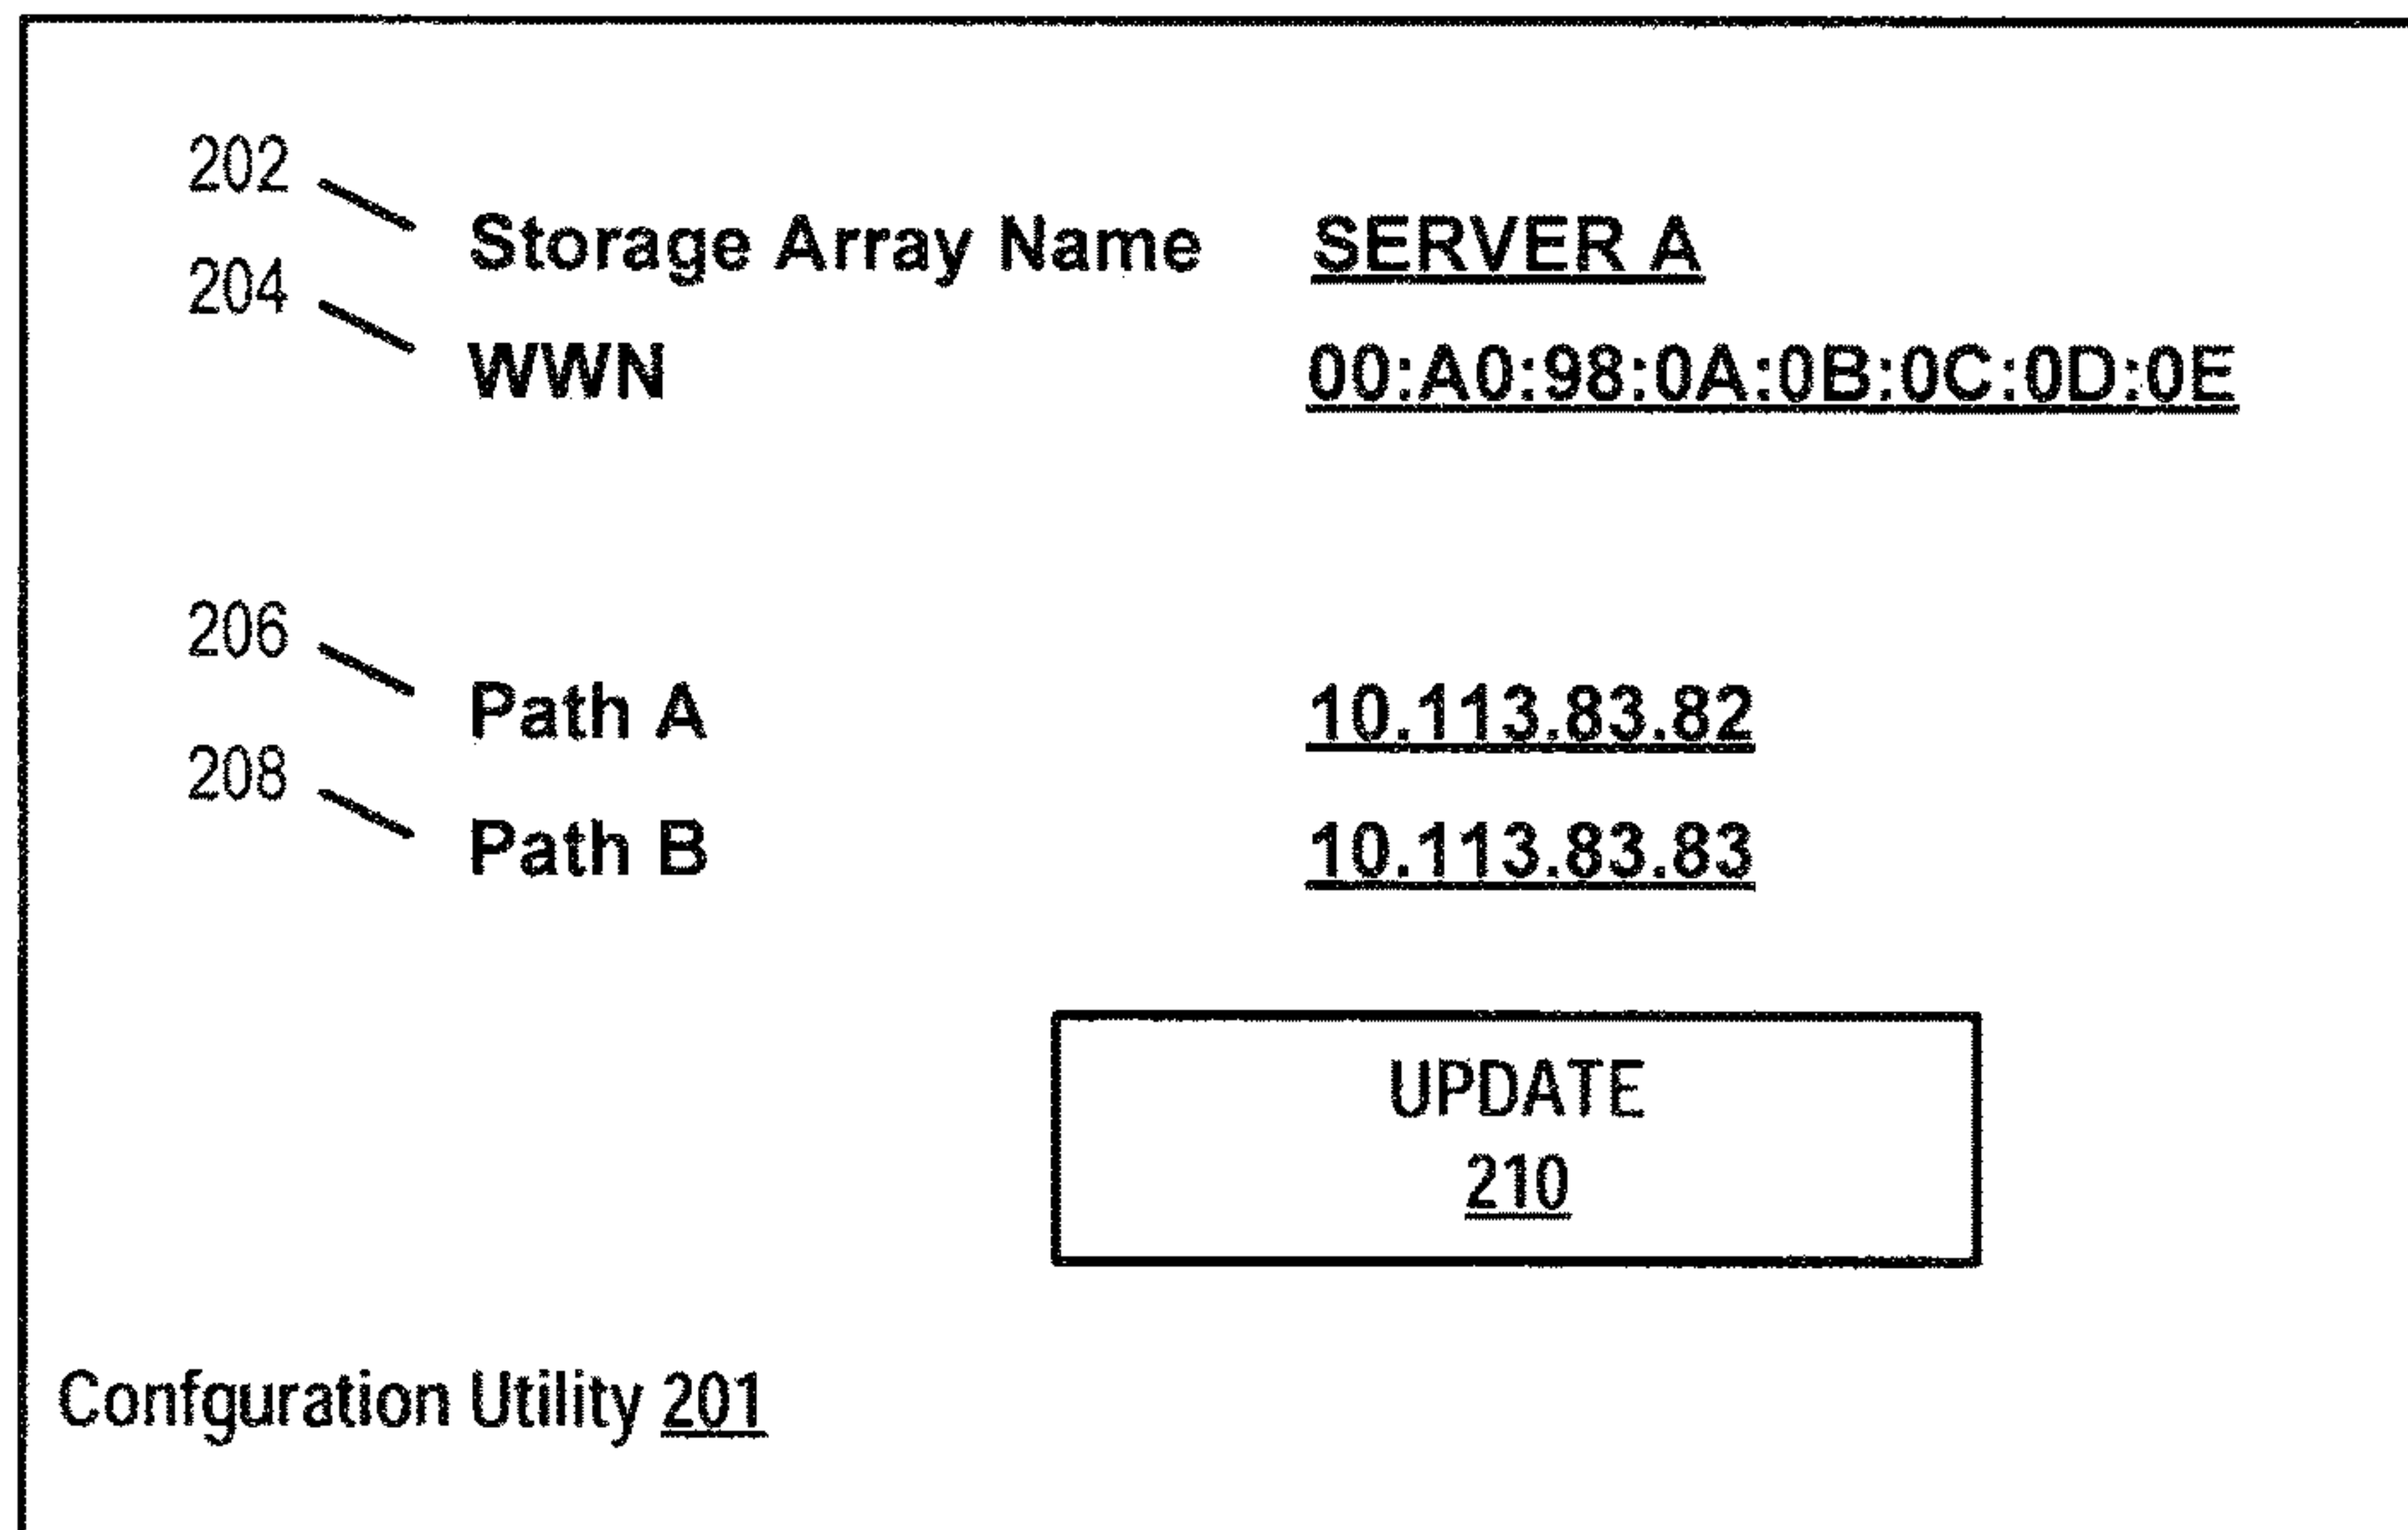 202
Storage Array Name SERVER A
204
WWN 00:A0:98:0A:0B:0C:0D:0E
206
Path A 10.113.83.82
208
Path B 10.113.83.83
UPDATE
210
Confguration Utility 201